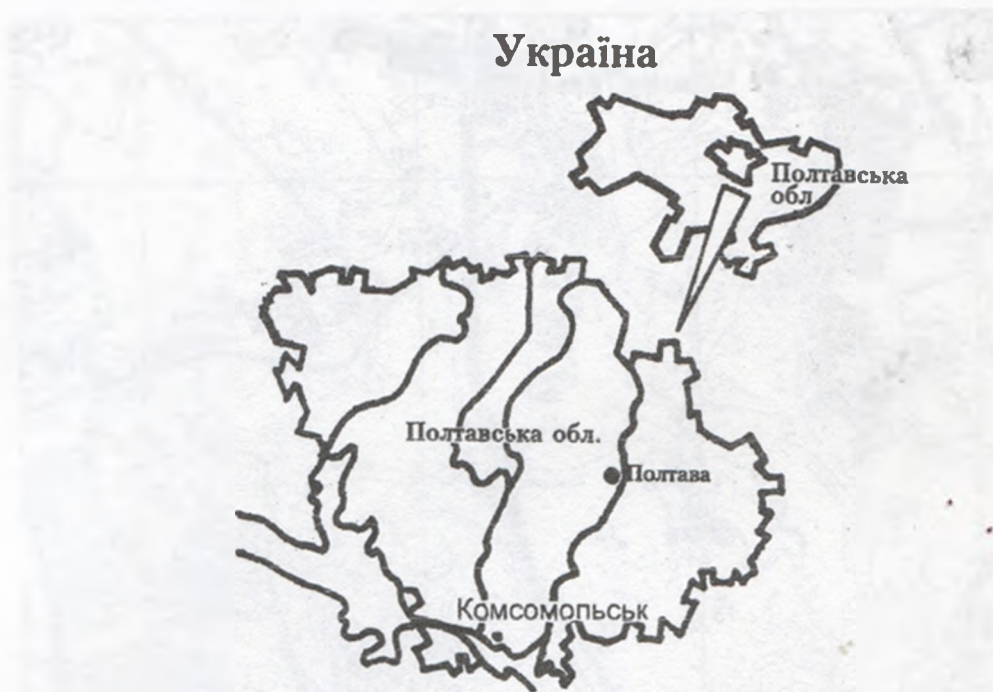 Україна
Полтавська
обл
Полтавська обл.
Полтава
Комсомольськ